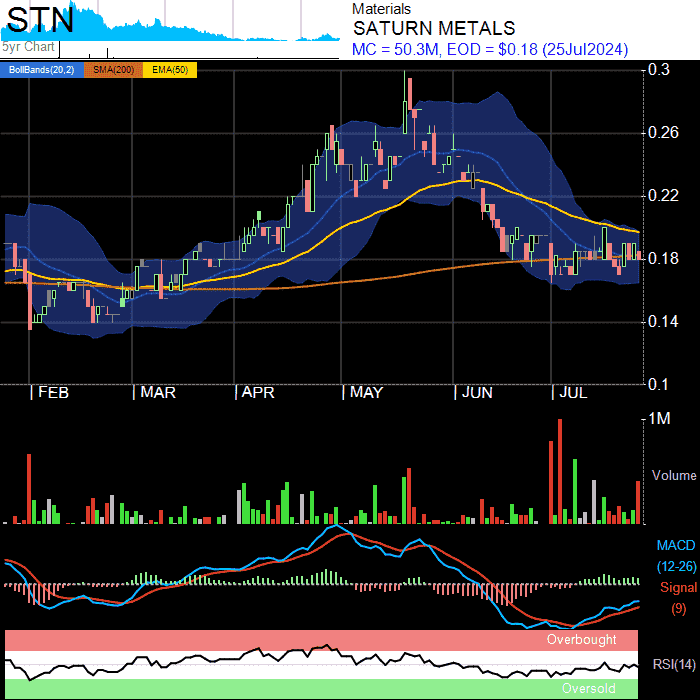 STN
5yr Chart
Materials
SATURN METALS
MC = 50.3M, EOD = $0.18 (25Jul2024)
BollBands(20,2) SMA(200) EMA(50)
0.3
0.26
0.22
0.18
0.14
0.1
FEB MAR APR MAY JUN JUL
1M
Volume
MACD
(12-26)
Signal
(9)
Overbought
RSI(14)
Oversold